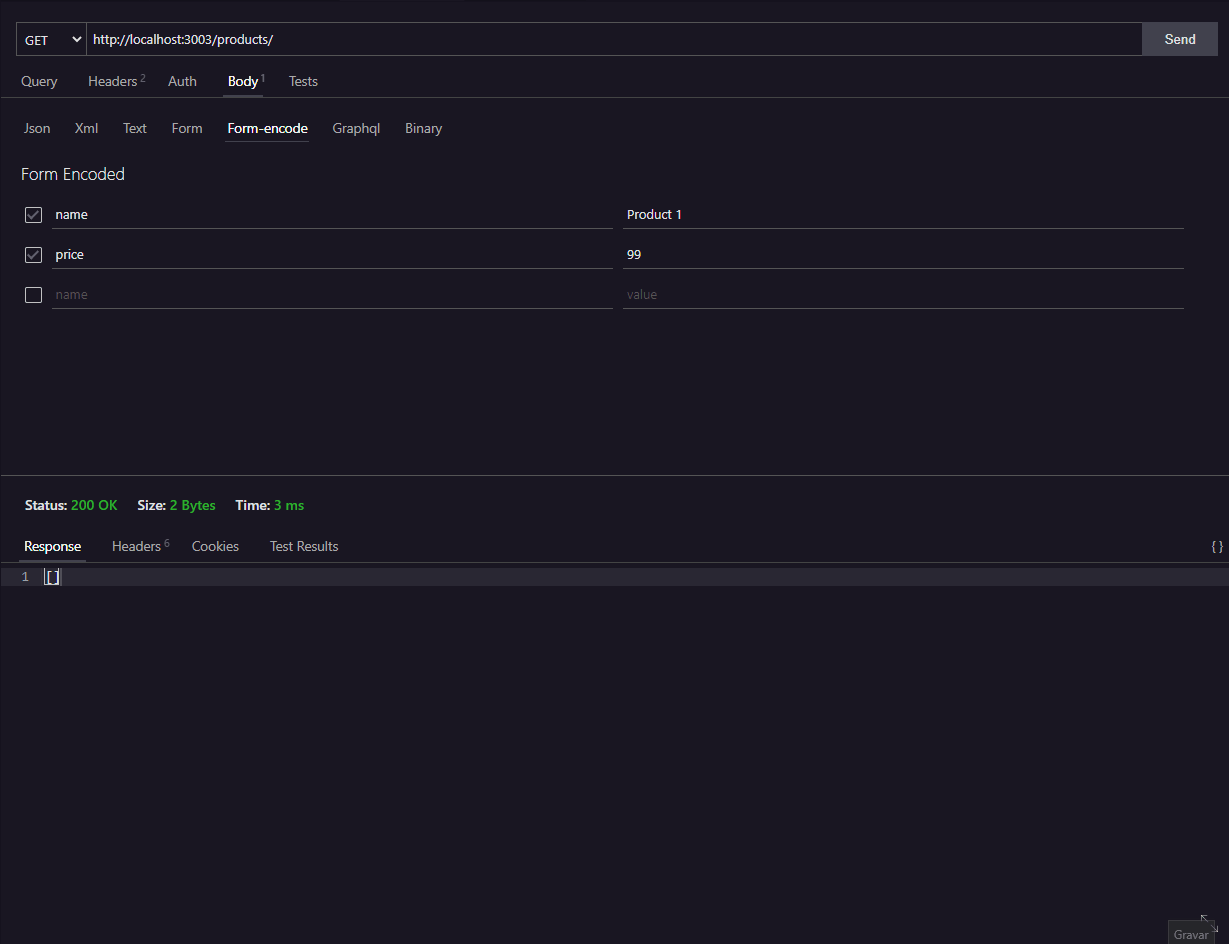 GET http://localhost:3003/products/ Send
Query Headers 2 Auth Body 1 Tests
Json Xml Text Form Form-encode Graphql Binary
Form Encoded
name Product 1
price 99
name value
Status: 200 OK Size: 2 Bytes Time: 3 ms
Response Headers 6 Cookies Test Results {}
1 []
Gravar